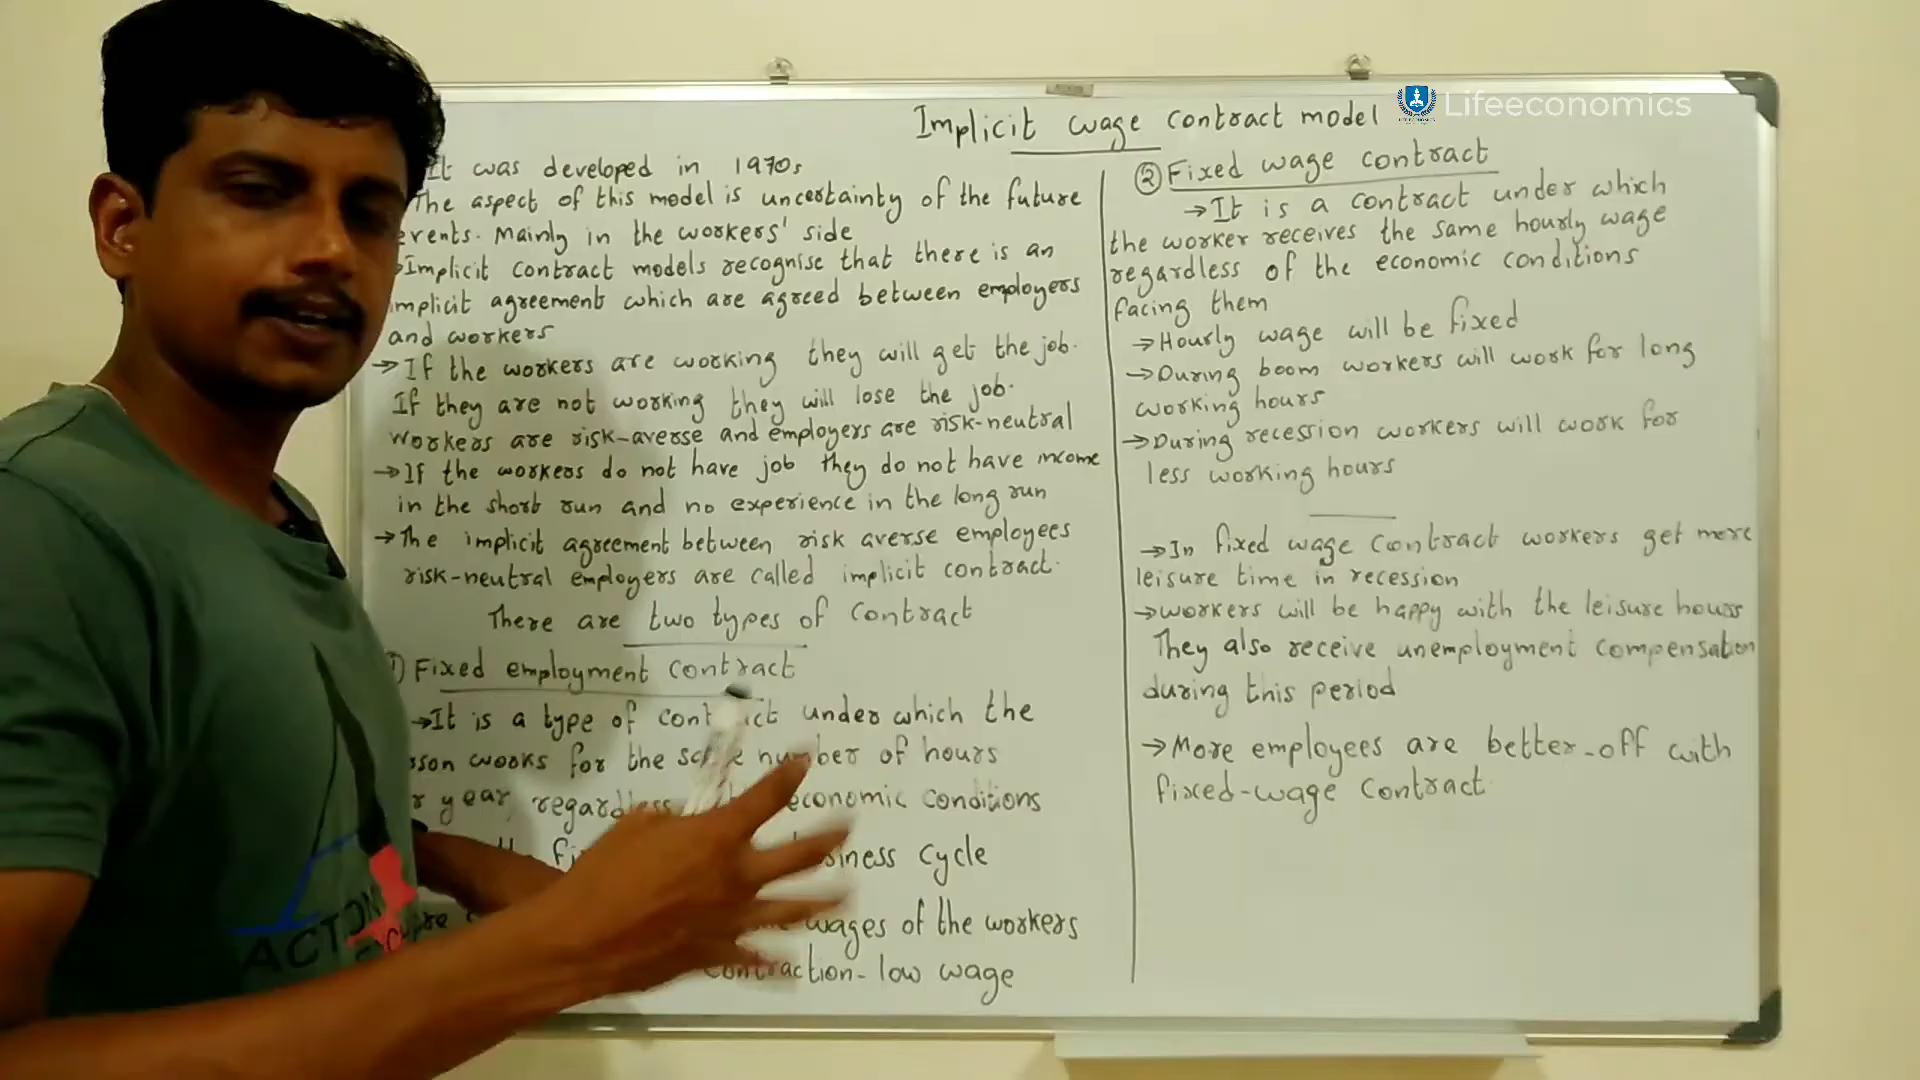 Implicit wage contract model
Lifeeconomics
It was developed in 1970s
The aspect of this model is uncertainty of the future
events. Mainly in the workers' side
Implicit contract models recognise that there is an
implicit agreement which are agreed between employers
and workers
→ If the workers are working they will get the job.
If they are not working they will lose the job.
Workers are risk-averse and employers are risk-neutral
→ If the workers do not have job they do not have income
in the short run and no experience in the long run
→ The implicit agreement between risk averse employees
risk-neutral employers are called implicit contract.
There are two types of contract
1) Fixed employment contract
→ It is a type of contract under which the
works for the same number of hours
year, regardless economic conditions
business cycle
wages of the workers
contraction - low wage
② Fixed wage contract
→ It is a contract under which
the worker receives the same hourly wage
regardless of the economic conditions
facing them
→ Hourly wage will be fixed
→ During boom workers will work for long
working hours
→ During recession workers will work for
less working hours
→ In fixed wage contract workers get more
leisure time in recession
→ workers will be happy with the leisure hours
They also receive unemployment compensation
during this period
→ More employees are better-off with
fixed-wage contract
ACTON